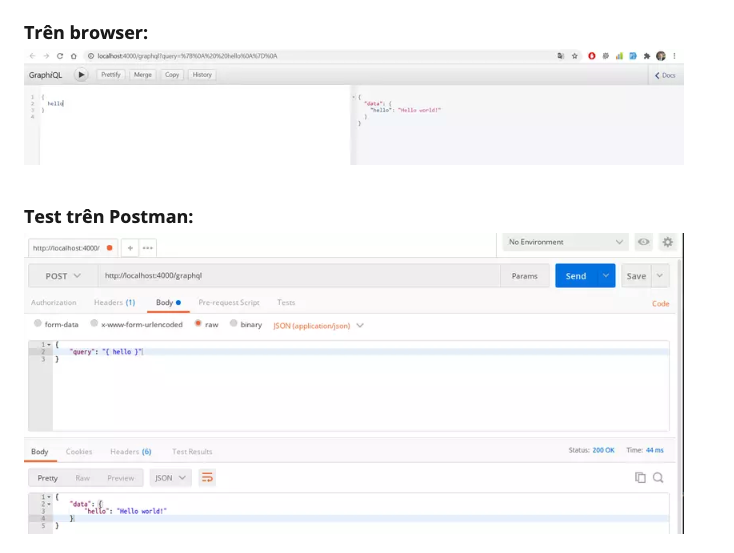 Trên browser:
localhost:4000/graphql?query=%7B%0A%20%20hello%0A%7D%0A
GraphiQL Prettify Merge Copy History Docs
1 {
2 hello
3 }
4
{
"data": {
"hello": "Hello world!"
}
}
Test trên Postman:
http://localhost:4000/ + ••• No Environment
POST http://localhost:4000/graphql Params Send Save
Authorization Headers (1) Body Pre-request Script Tests Code
form-data x-www-form-urlencoded raw binary JSON (application/json)
1 {
2 "query": "{ hello }"
3 }
Body Cookies Headers (6) Test Results Status: 200 OK Time: 44 ms
Pretty Raw Preview JSON
1 {
2 "data": {
3 "hello": "Hello world!"
4 }
5 }